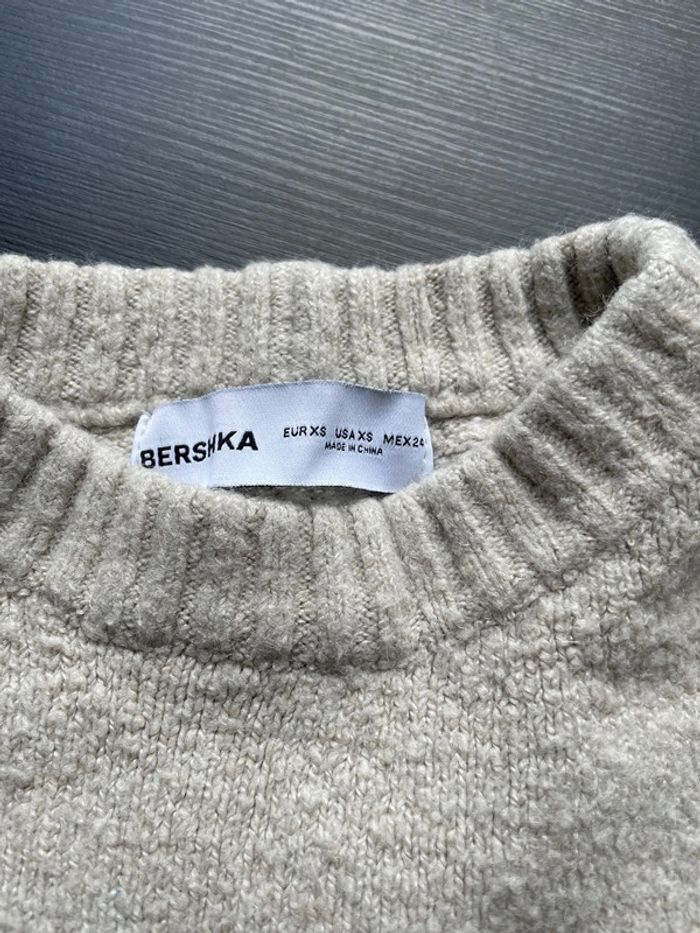 BERSHKA
EUR XS USA XS MEX 24
MADE IN CHINA